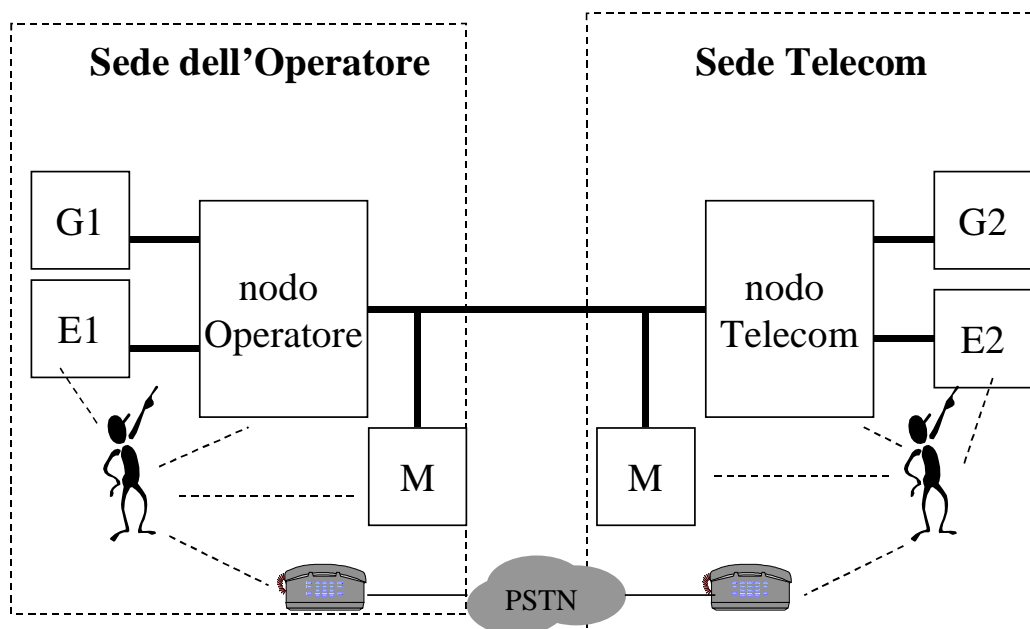 Sede dell'Operatore
Sede Telecom
G1
E1
nodo
Operatore
nodo
Telecom
G2
E2
M
M
PSTN